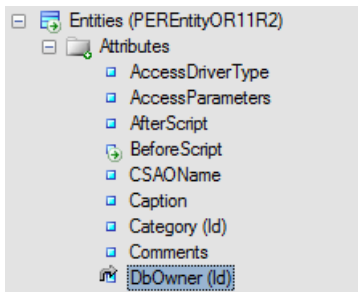 Entities (PEREntityOR11R2)
Attributes
AccessDriverType
AccessParameters
AfterScript
BeforeScript
CSAOName
Caption
Category (Id)
Comments
DbOwner (Id)